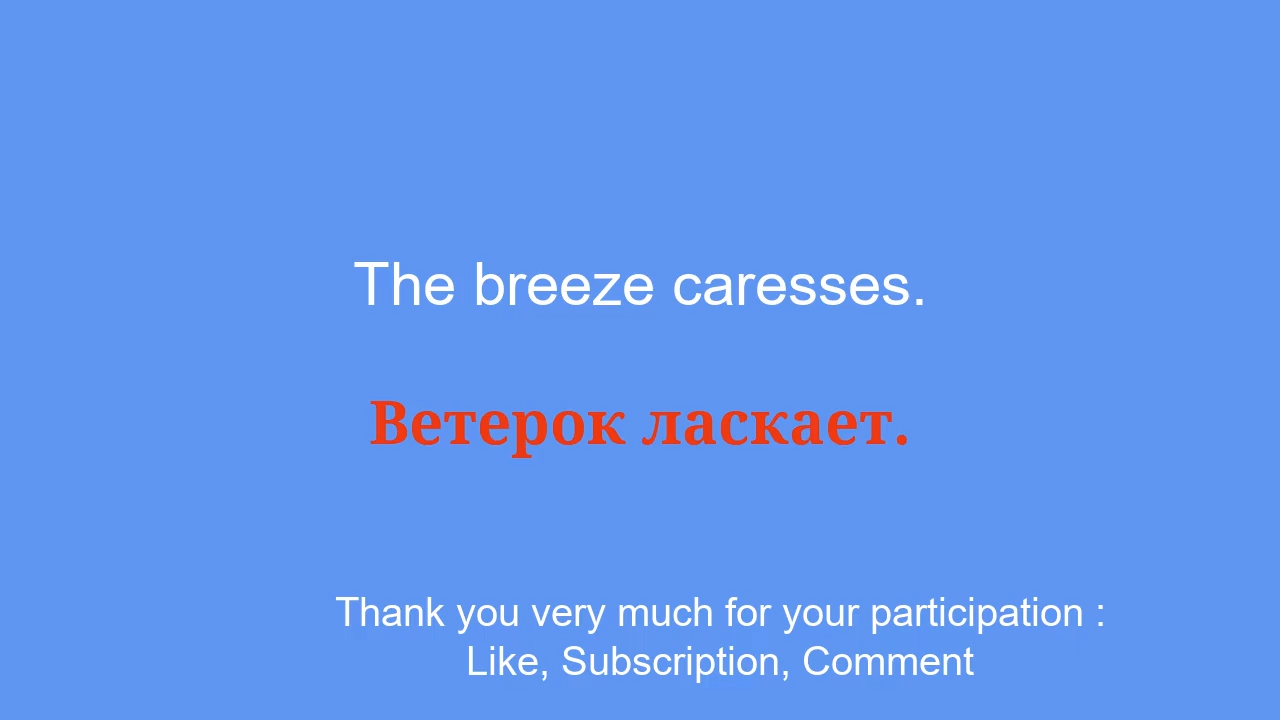 The breeze caresses.
Ветерок ласкает.
Thank you very much for your participation :
Like, Subscription, Comment